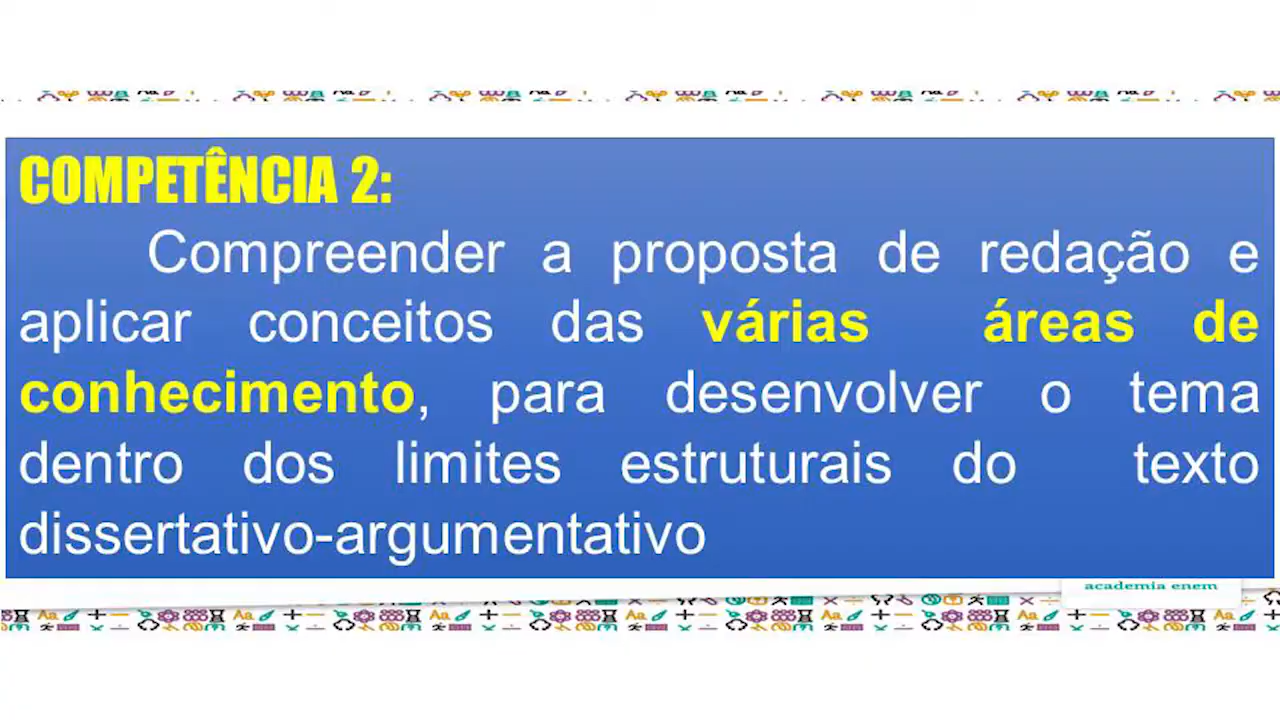 COMPETÊNCIA 2:
Compreender a proposta de redação e
aplicar conceitos das várias áreas de
conhecimento, para desenvolver o tema
dentro dos limites estruturais do texto
dissertativo-argumentativo
academia enem